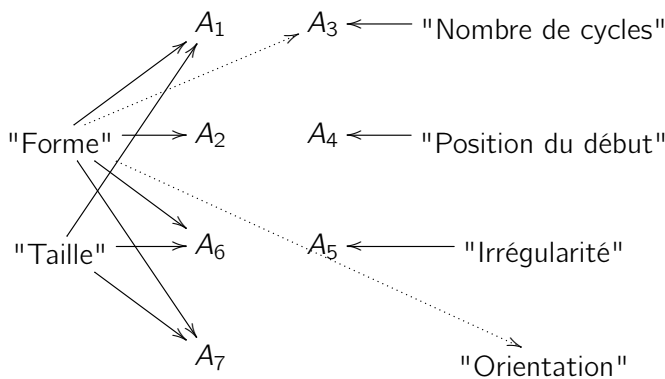 A₁ A₃ "Nombre de cycles"
"Forme" A₂ A₄ "Position du début"
"Taille" A₆ A₅ "Irrégularité"
A₇ "Orientation"